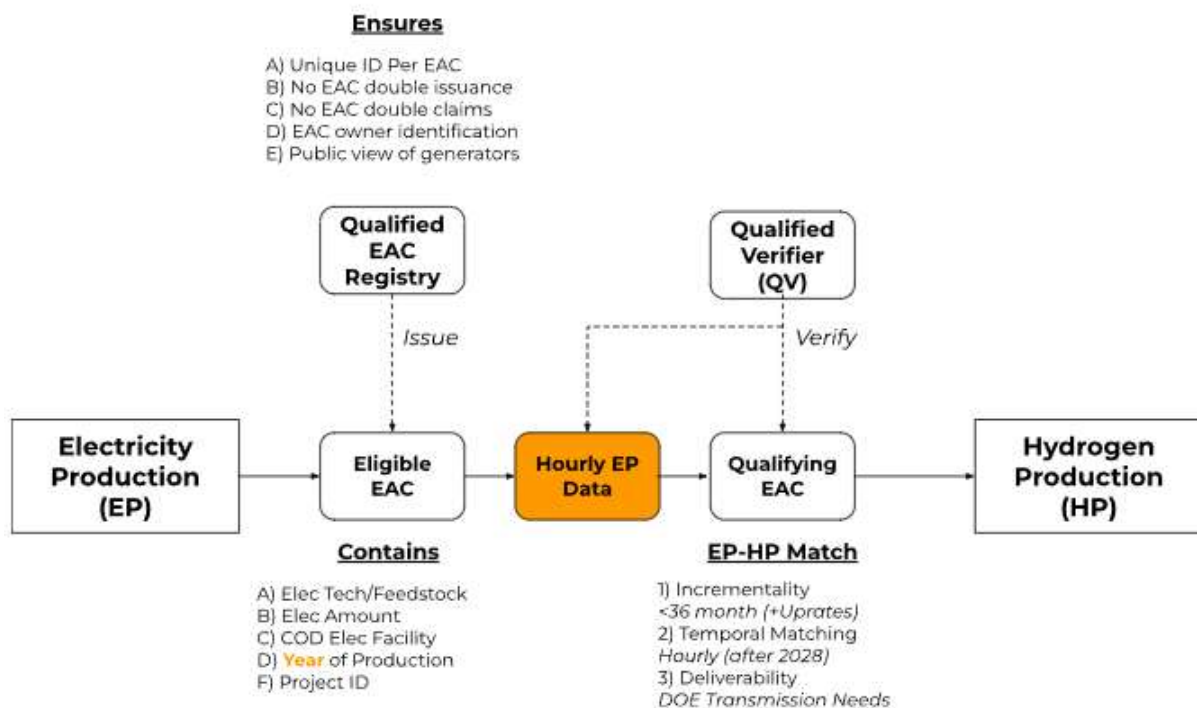 Ensures
A) Unique ID Per EAC
B) No EAC double issuance
C) No EAC double claims
D) EAC owner identification
E) Public view of generators
Qualified
EAC
Registry
Qualified
Verifier
(QV)
Issue
Verify
Electricity
Production
(EP)
Eligible
EAC
Hourly EP
Data
Qualifying
EAC
Hydrogen
Production
(HP)
Contains
A) Elec Tech/Feedstock
B) Elec Amount
C) COD Elec Facility
D) Year of Production
F) Project ID
EP-HP Match
1) Incrementality
<36 month (+Uprates)
2) Temporal Matching
Hourly (after 2028)
3) Deliverability
DOE Transmission Needs